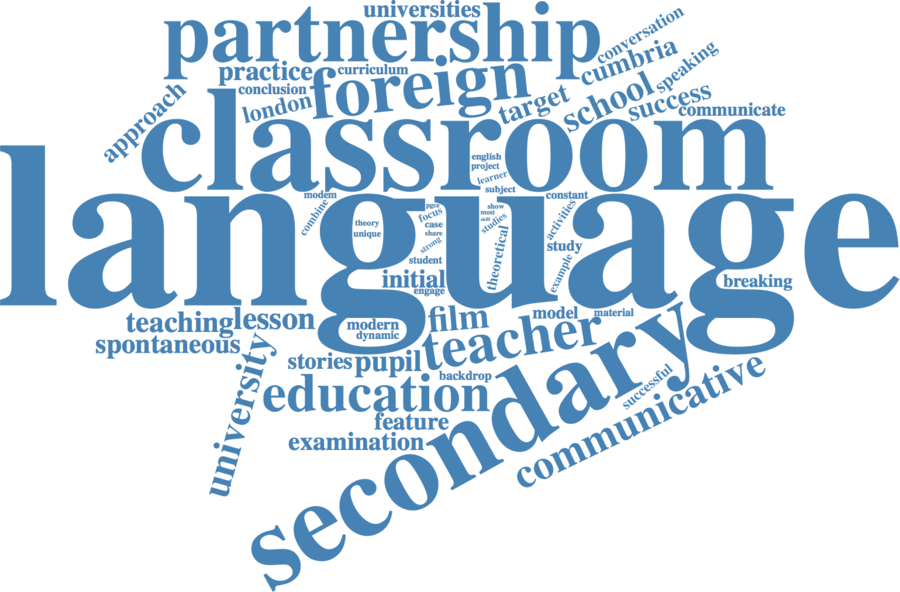 universities
partnership
conversation
cumbria
speaking
practice
curriculum
conclusion
foreign
approach
london
target
school
success
communicate
classroom
english
project
learner
subject
language
modem
combine
theory
unique
pgce
focus
case
share
strong
student
show
most
skill
studies
theoretical
constant
activities
study
example
initial
engage
breaking
teaching
lesson
spontaneous
modern
dynamic
film
model
material
teacher
stories
pupil
backdrop
university
education
feature
examination
secondary
successful
communicative